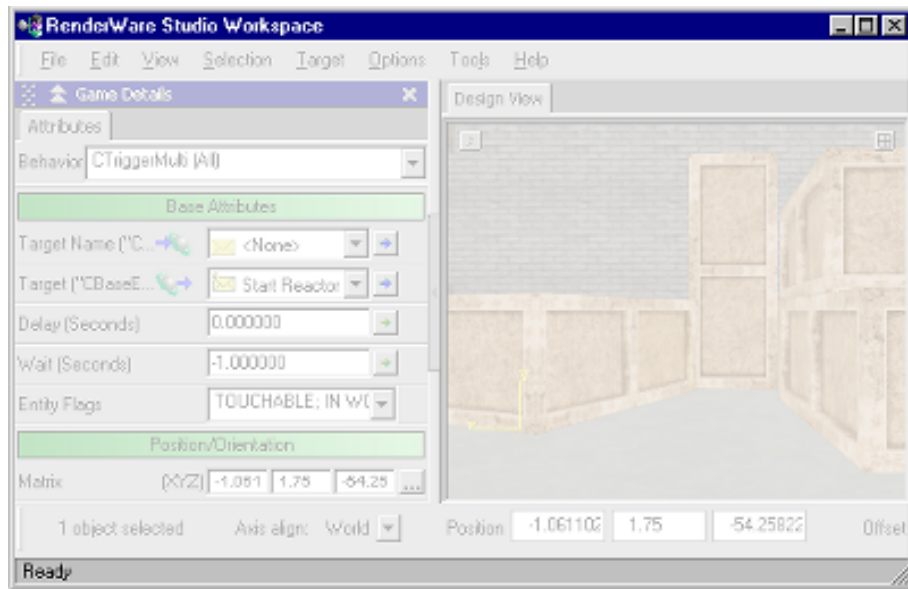 RenderWare Studio Workspace
File Edit View Selection Target Options Tools Help
Game Details
Design View
Attributes
Behavior CTriggerMulti (All)
Base Attributes
Target Name ("C... <None>
Target ("CBaseE... Start Reactor
Delay (Seconds) 0.000000
Wait (Seconds) -1.000000
Entity Flags TOUCHABLE; IN W
Position/Orientation
Matrix (XYZ) -1.061 1.75 -54.25 ...
1 object selected Axis align: World Position -1.061102 1.75 -54.25822 Offset
Ready